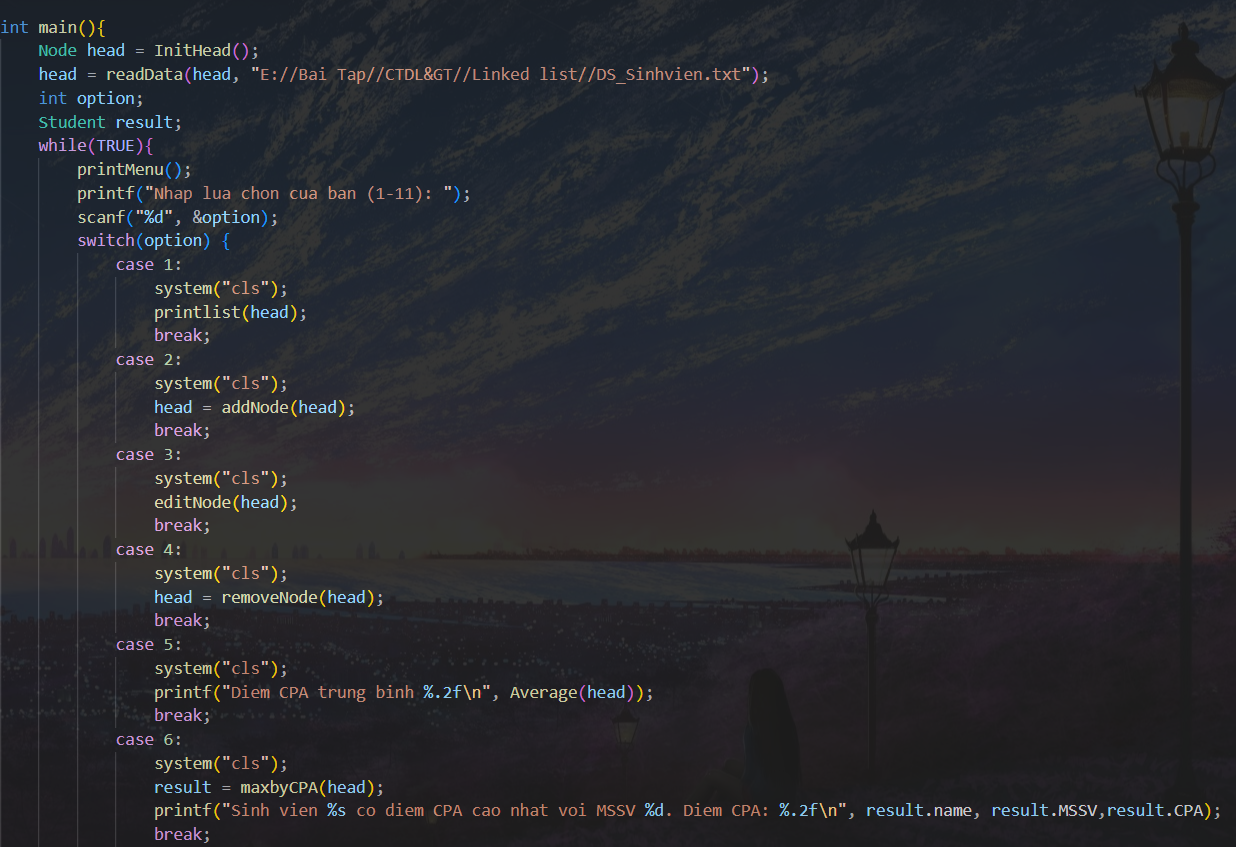 int main(){
    Node head = InitHead();
    head = readData(head, "E://Bai Tap//CTDL&GT//Linked list//DS_Sinhvien.txt");
    int option;
    Student result;
    while(TRUE){
        printMenu();
        printf("Nhap lua chon cua ban (1-11): ");
        scanf("%d", &option);
        switch(option) {
            case 1:
                system("cls");
                printlist(head);
                break;
            case 2:
                system("cls");
                head = addNode(head);
                break;
            case 3:
                system("cls");
                editNode(head);
                break;
            case 4:
                system("cls");
                head = removeNode(head);
                break;
            case 5:
                system("cls");
                printf("Diem CPA trung binh %.2f\n", Average(head));
                break;
            case 6:
                system("cls");
                result = maxbyCPA(head);
                printf("Sinh vien %s co diem CPA cao nhat voi MSSV %d. Diem CPA: %.2f\n", result.name, result.MSSV,result.CPA);
                break;